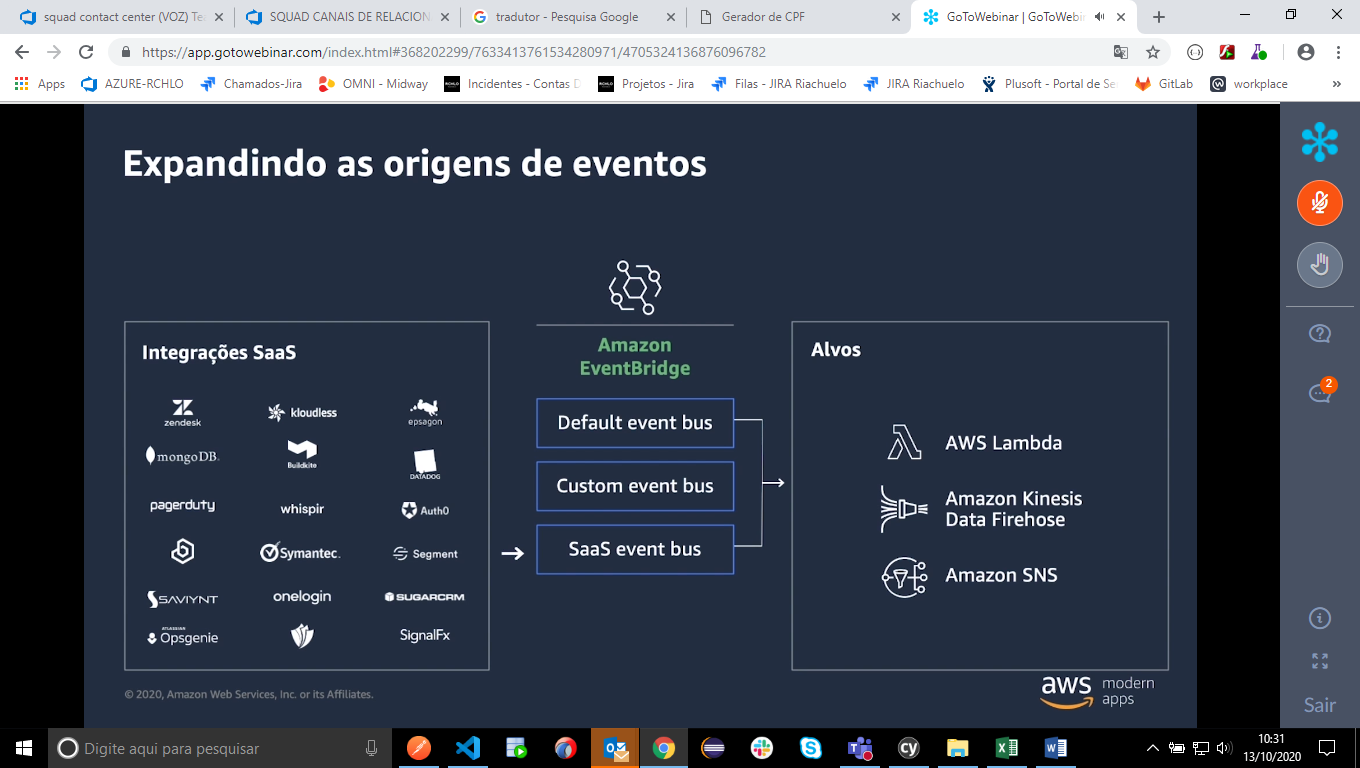 squad contact center (VOZ) Te
SQUAD CANAIS DE RELACION
tradutor - Pesquisa Google
Gerador de CPF
GoToWebinar | GoToWebin
https://app.gotowebinar.com/index.html#368202299/7633413761534280971/4705324136876096782
Apps
AZURE-RCHLO
Chamados-Jira
OMNI - Midway
Incidentes - Contas D
Projetos - Jira
Filas - JIRA Riachuelo
JIRA Riachuelo
Plusoft - Portal de Se
GitLab
workplace
»
Expandindo as origens de eventos
Integrações SaaS
zendesk
kloudless
epsagon
mongoDB.
Buildkite
DATADOG
pagerduty
whispir
Auth0
Symantec.
Segment
SAVIYNT
onelogin
SUGARCRM
ATLASSIAN
Opsgenie
SignalFx
Amazon
EventBridge
Default event bus
Custom event bus
SaaS event bus
Alvos
AWS Lambda
Amazon Kinesis
Data Firehose
Amazon SNS
© 2020, Amazon Web Services, Inc. or its Affiliates.
aws
modern
apps
2
Sair
Digite aqui para pesquisar
cy
10:31
13/10/2020